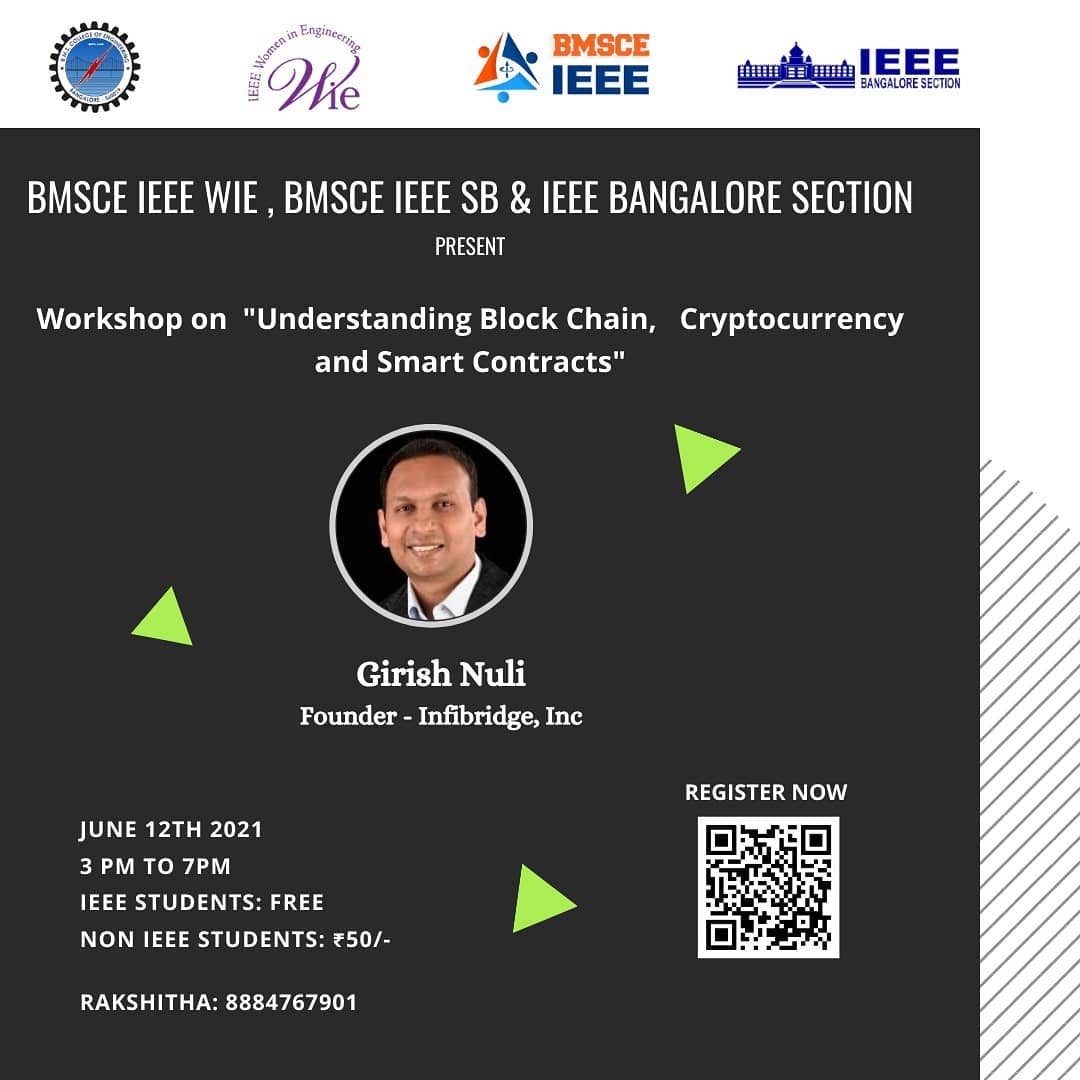 B.M.S. COLLEGE OF ENGINEERING
BANGALORE - 560019
IEEE Women in Engineering
Wie
BMSCE
IEEE
IEEE
BANGALORE SECTION
BMSCE IEEE WIE , BMSCE IEEE SB & IEEE BANGALORE SECTION
PRESENT
Workshop on "Understanding Block Chain, Cryptocurrency
and Smart Contracts"
Girish Nuli
Founder - Infibridge, Inc
REGISTER NOW
JUNE 12TH 2021
3 PM TO 7PM
IEEE STUDENTS: FREE
NON IEEE STUDENTS: ₹50/-
RAKSHITHA: 8884767901